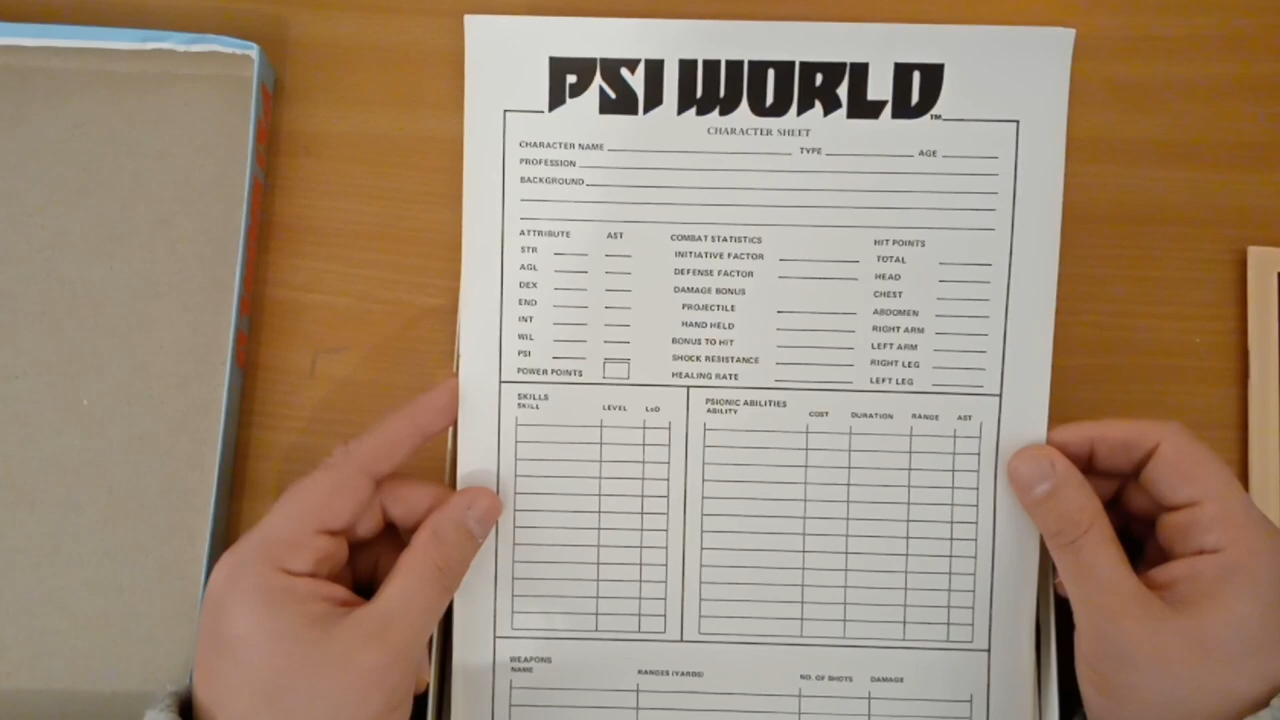 PSI WORLD™
CHARACTER SHEET
CHARACTER NAME TYPE AGE
PROFESSION
BACKGROUND
ATTRIBUTE AST COMBAT STATISTICS HIT POINTS
STR INITIATIVE FACTOR TOTAL
AGL DEFENSE FACTOR HEAD
DEX DAMAGE BONUS CHEST
END PROJECTILE ABDOMEN
INT HAND HELD RIGHT ARM
WIL BONUS TO HIT LEFT ARM
PSI SHOCK RESISTANCE RIGHT LEG
POWER POINTS HEALING RATE LEFT LEG
SKILLS
SKILL LEVEL LoD
PSIONIC ABILITIES
ABILITY COST DURATION RANGE AST
WEAPONS
NAME RANGES (YARDS) NO. OF SHOTS DAMAGE